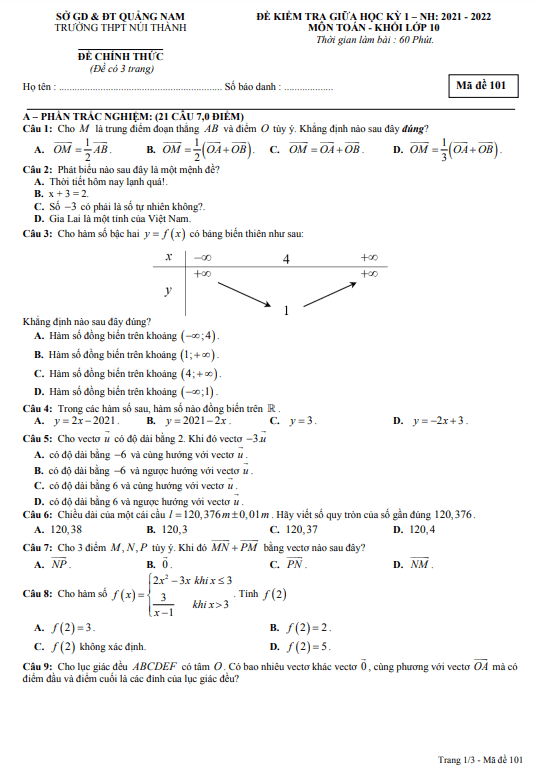 SỞ GD & ĐT QUẢNG NAM
TRƯỜNG THPT NÚI THÀNH
ĐỀ CHÍNH THỨC
(Đề có 3 trang)
ĐỀ KIỂM TRA GIỮA HỌC KỲ 1 – NH: 2021 - 2022
MÔN TOÁN - KHỐI LỚP 10
Thời gian làm bài : 60 Phút.
Họ tên : ............................................................... Số báo danh : ...................
Mã đề 101
A – PHẦN TRẮC NGHIỆM: (21 CÂU 7,0 ĐIỂM)
Câu 1: Cho M là trung điểm đoạn thẳng AB và điểm O tùy ý. Khẳng định nào sau đây đúng?
A. $\overrightarrow{OM}=\frac{1}{2}\overrightarrow{AB}$. B. $\overrightarrow{OM}=\frac{1}{2}(\overrightarrow{OA}+\overrightarrow{OB})$. C. $\overrightarrow{OM}=\overrightarrow{OA}+\overrightarrow{OB}$. D. $\overrightarrow{OM}=\frac{1}{3}(\overrightarrow{OA}+\overrightarrow{OB})$.
Câu 2: Phát biểu nào sau đây là một mệnh đề?
A. Thời tiết hôm nay lạnh quá!.
B. x + 3 = 2.
C. Số −3 có phải là số tự nhiên không?.
D. Gia Lai là một tỉnh của Việt Nam.
Câu 3: Cho hàm số bậc hai y = f(x) có bảng biến thiên như sau:
x −∞ 4 +∞
+∞ +∞
y
1
Khẳng định nào sau đây đúng?
A. Hàm số đồng biến trên khoảng (−∞;4).
B. Hàm số đồng biến trên khoảng (1;+∞).
C. Hàm số đồng biến trên khoảng (4;+∞).
D. Hàm số đồng biến trên khoảng (−∞;1).
Câu 4: Trong các hàm số sau, hàm số nào đồng biến trên ℝ.
A. y = 2x − 2021. B. y = 2021 − 2x. C. y = 3. D. y = −2x + 3.
Câu 5: Cho vectơ $\vec{u}$ có độ dài bằng 2. Khi đó vectơ $-3.\vec{u}$
A. có độ dài bằng −6 và cùng hướng với vectơ $\vec{u}$.
B. có độ dài bằng −6 và ngược hướng với vectơ $\vec{u}$.
C. có độ dài bằng 6 và cùng hướng với vectơ $\vec{u}$.
D. có độ dài bằng 6 và ngược hướng với vectơ $\vec{u}$.
Câu 6: Chiều dài của một cái cầu l = 120,376m ± 0,01m. Hãy viết số quy tròn của số gần đúng 120,376.
A. 120,38 B. 120,3 C. 120,37 D. 120,4
Câu 7: Cho 3 điểm M, N, P tùy ý. Khi đó $\overrightarrow{MN}+\overrightarrow{PM}$ bằng vectơ nào sau đây?
A. $\overrightarrow{NP}$. B. $\vec{0}$. C. $\overrightarrow{PN}$. D. $\overrightarrow{NM}$.
Câu 8: Cho hàm số $f(x)=\begin{cases}2x^2-3x \text{ khi } x\le 3\\ \frac{3}{x-1} \text{ khi } x>3\end{cases}$. Tính f(2)
A. f(2) = 3. B. f(2) = 2.
C. f(2) không xác định. D. f(2) = 5.
Câu 9: Cho lục giác đều ABCDEF có tâm O. Có bao nhiêu vectơ khác vectơ $\vec{0}$, cùng phương với vectơ $\overrightarrow{OA}$ mà có
điểm đầu và điểm cuối là các đỉnh của lục giác đều?
Trang 1/3 - Mã đề 101